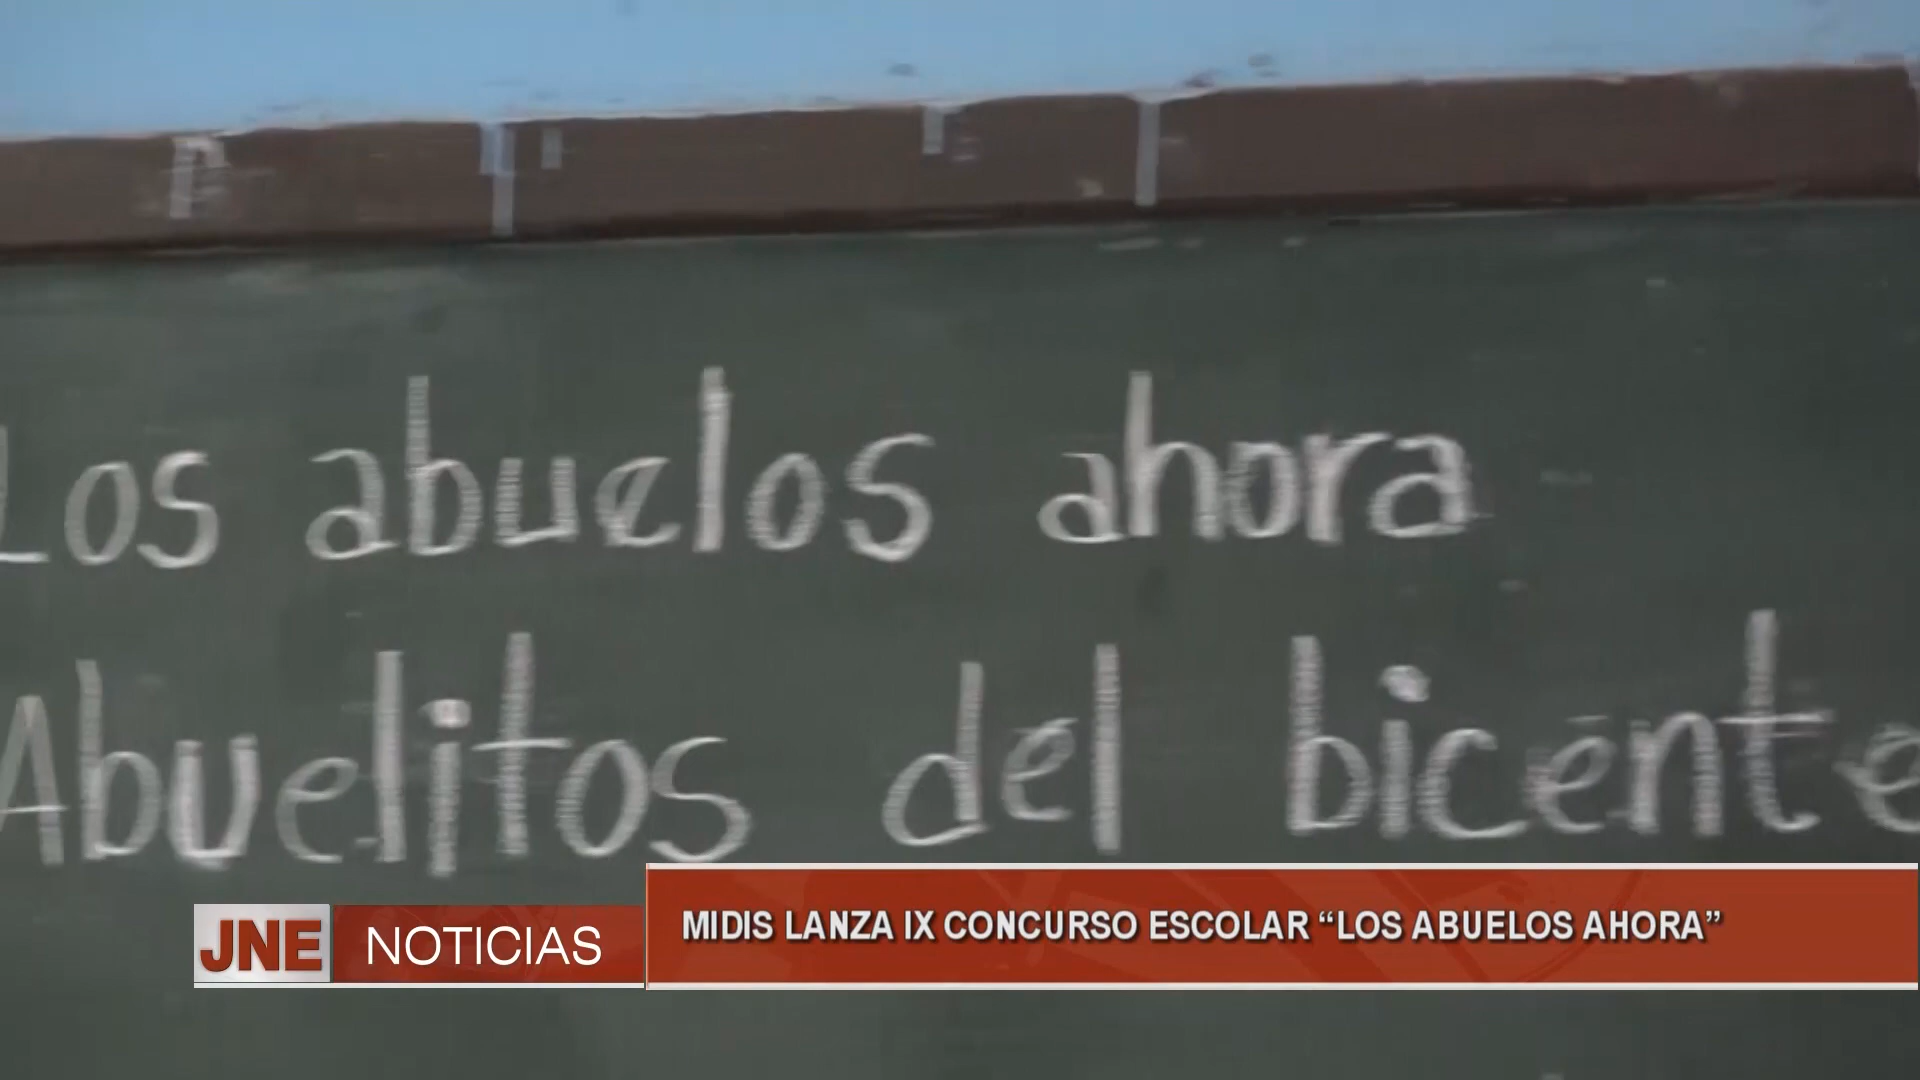 Los abuelos ahora
Abuelitos del bicente
MIDIS LANZA IX CONCURSO ESCOLAR “LOS ABUELOS AHORA”
JNE NOTICIAS